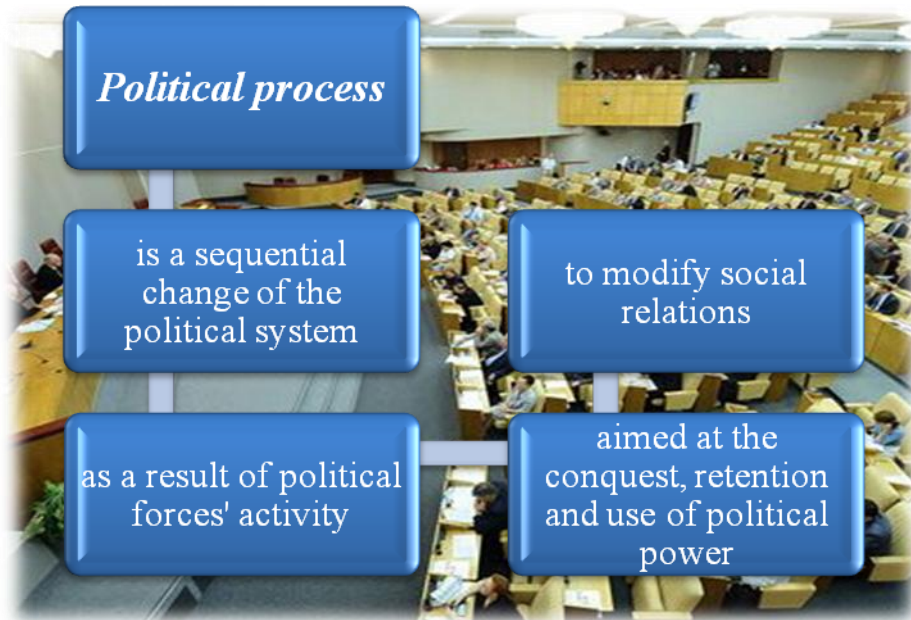 Political process
is a sequential
change of the
political system
as a result of political
forces' activity
aimed at the
conquest, retention
and use of political
power
to modify social
relations